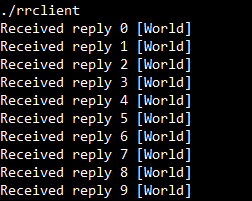 ./rrclient
Received reply 0 [World]
Received reply 1 [World]
Received reply 2 [World]
Received reply 3 [World]
Received reply 4 [World]
Received reply 5 [World]
Received reply 6 [World]
Received reply 7 [World]
Received reply 8 [World]
Received reply 9 [World]